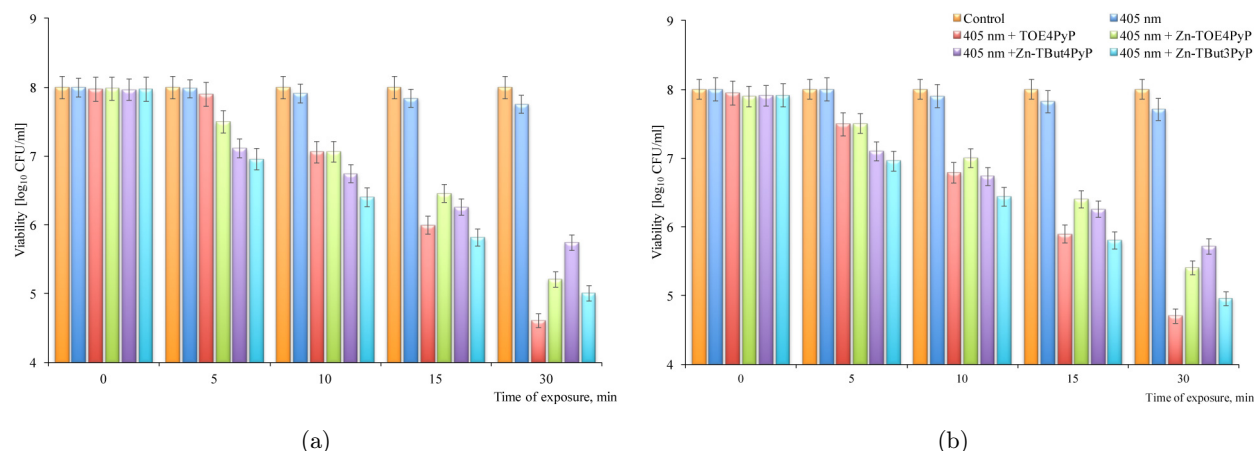 9
8
7
6
5
4
Viability [log10 CFU/ml]
0 5 10 15 30
Time of exposure, min
(a)
Control 405 nm
405 nm + TOE4PyP 405 nm + Zn-TOE4PyP
405 nm +Zn-TBut4PyP 405 nm + Zn-TBut3PyP
9
8
7
6
5
4
Viability [log10 CFU/ml]
0 5 10 15 30
Time of exposure, min
(b)